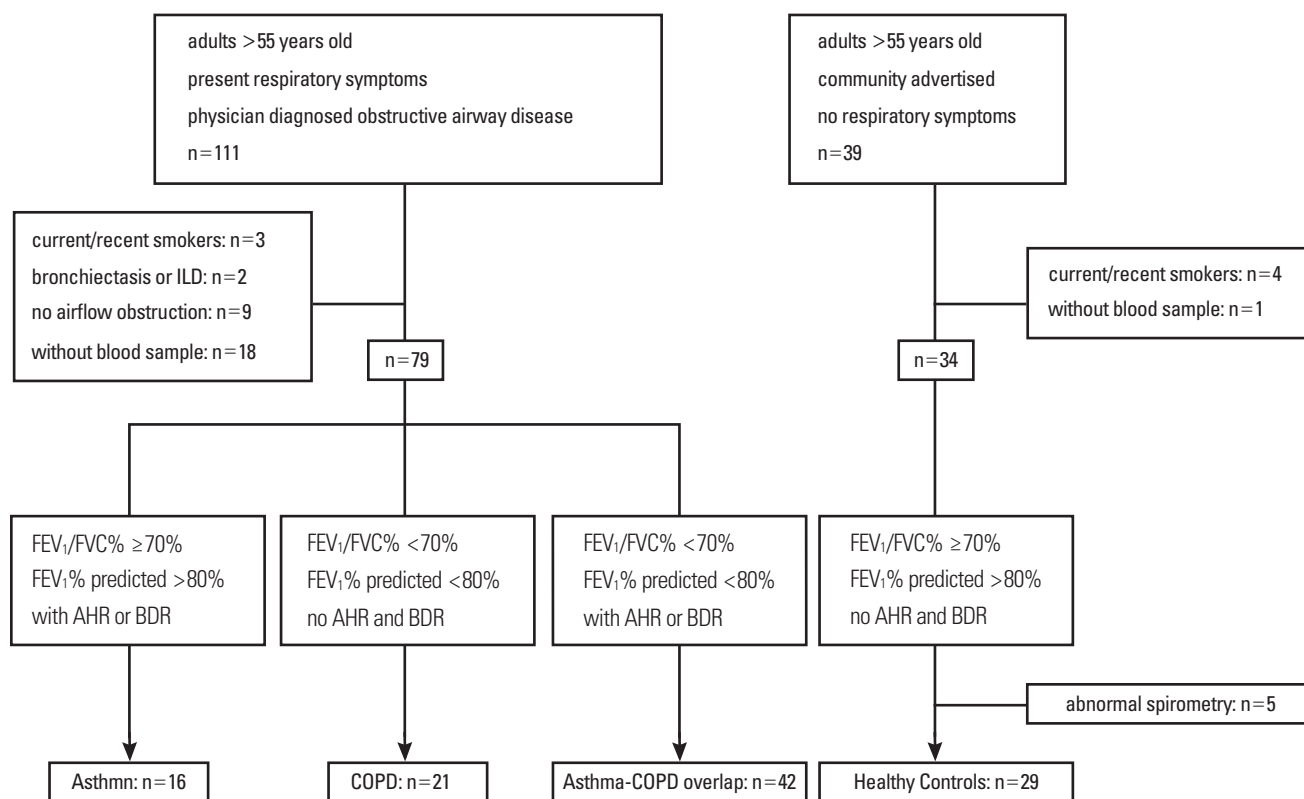 adults >55 years old
present respiratory symptoms
physician diagnosed obstructive airway disease
n=111
adults >55 years old
community advertised
no respiratory symptoms
n=39
current/recent smokers: n=3
bronchiectasis or ILD: n=2
no airflow obstruction: n=9
without blood sample: n=18
current/recent smokers: n=4
without blood sample: n=1
n=79
n=34
FEV₁/FVC% ≥70%
FEV₁% predicted >80%
with AHR or BDR
FEV₁/FVC% <70%
FEV₁% predicted <80%
no AHR and BDR
FEV₁/FVC% <70%
FEV₁% predicted <80%
with AHR or BDR
FEV₁/FVC% ≥70%
FEV₁% predicted >80%
no AHR and BDR
abnormal spirometry: n=5
Asthmn: n=16
COPD: n=21
Asthma-COPD overlap: n=42
Healthy Controls: n=29